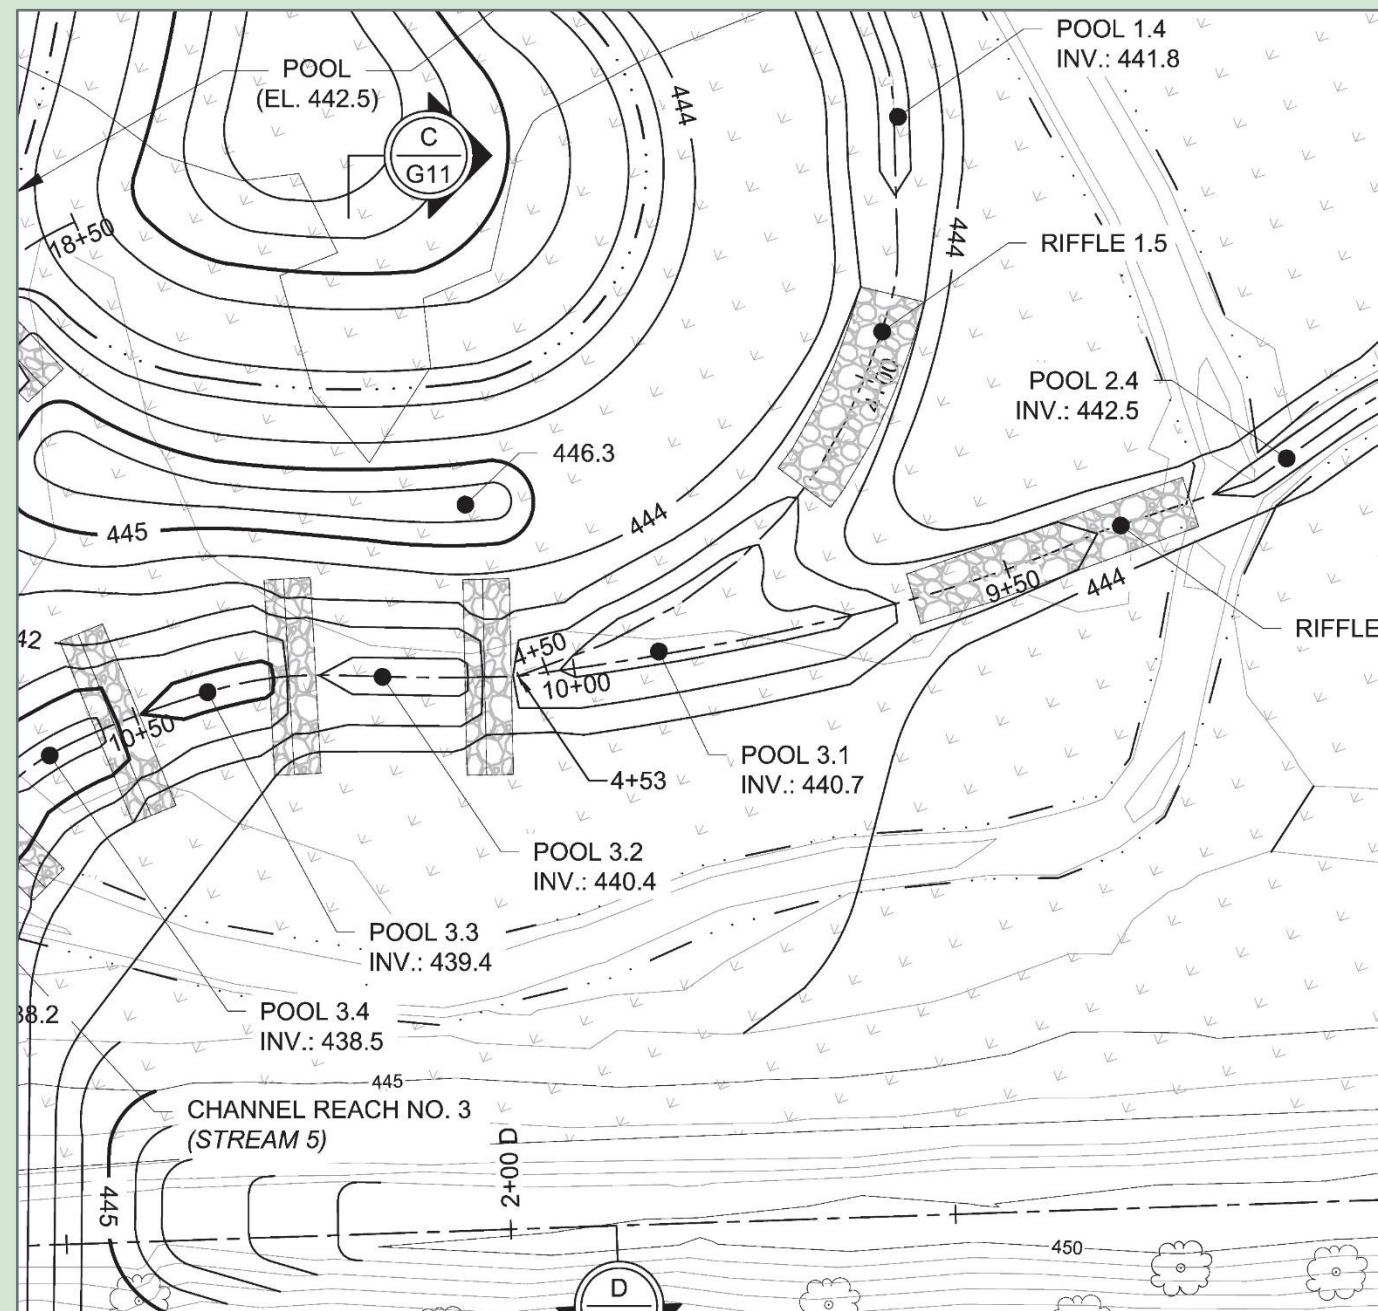 POOL 1.4
INV.: 441.8
POOL
(EL. 442.5)
444
C
G11
444
18+50
RIFFLE 1.5
POOL 2.4
INV.: 442.5
446.3
444
445
9+50
444
RIFFLE
42
4+50
10+00
10+50
POOL 3.1
INV.: 440.7
4+53
POOL 3.2
INV.: 440.4
POOL 3.3
INV.: 439.4
POOL 3.4
INV.: 438.5
38.2
445
CHANNEL REACH NO. 3
(STREAM 5)
2+00 D
445
450
D